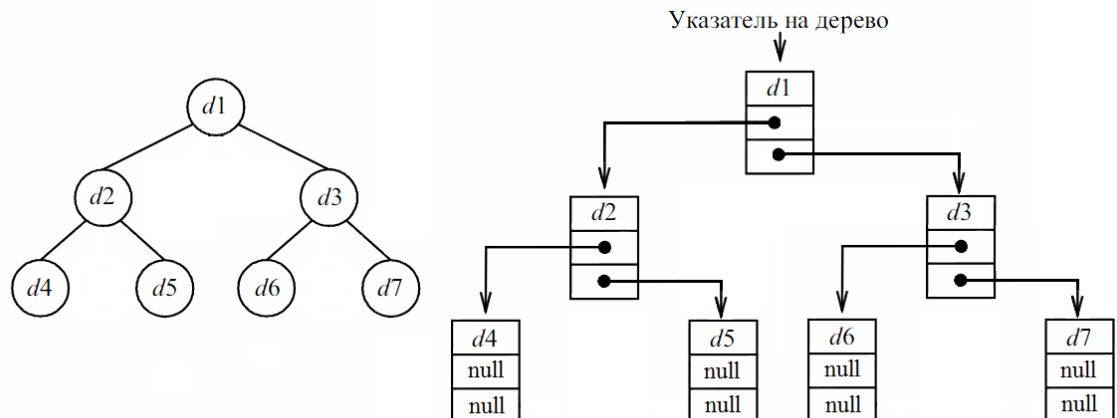 d1
d2 d3
d4 d5 d6 d7
Указатель на дерево
d1
d2 d3
d4 d5 d6 d7
null null null null
null null null null